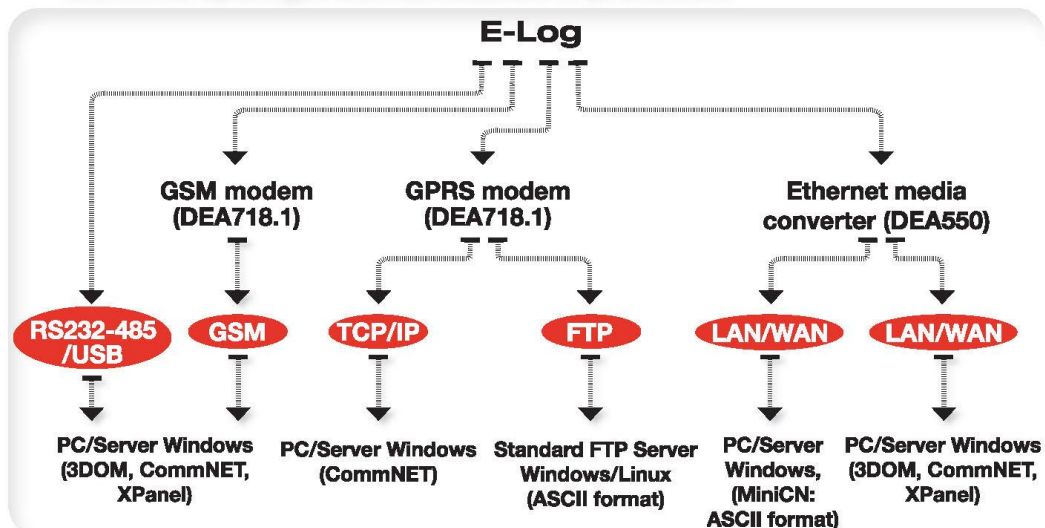 E-Log
GSM modem
(DEA718.1)
GPRS modem
(DEA718.1)
Ethernet media
converter (DEA550)
RS232-485
/USB
GSM
TCP/IP
FTP
LAN/WAN
LAN/WAN
PC/Server Windows
(3DOM, CommNET,
XPanel)
PC/Server Windows
(CommNET)
Standard FTP Server
Windows/Linux
(ASCII format)
PC/Server
Windows,
(MiniCN:
ASCII format)
PC/Server Windows
(3DOM, CommNET,
XPanel)